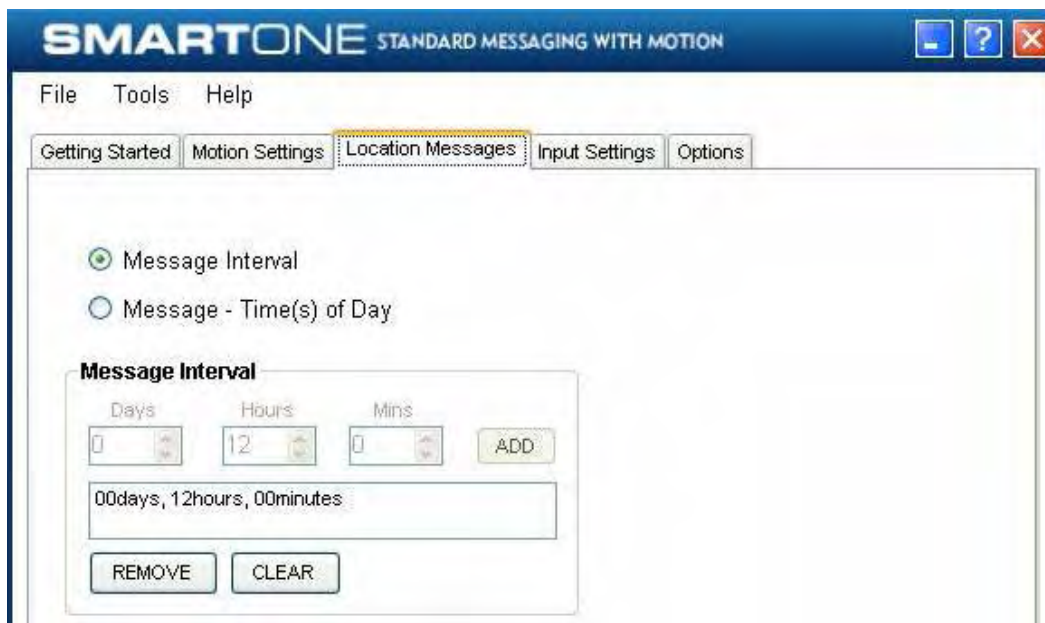 SMARTONE STANDARD MESSAGING WITH MOTION ?
File Tools Help
Getting Started Motion Settings Location Messages Input Settings Options
Message Interval
Message - Time(s) of Day
Message Interval
Days Hours Mins
0 12 0 ADD
00days, 12hours, 00minutes
REMOVE CLEAR